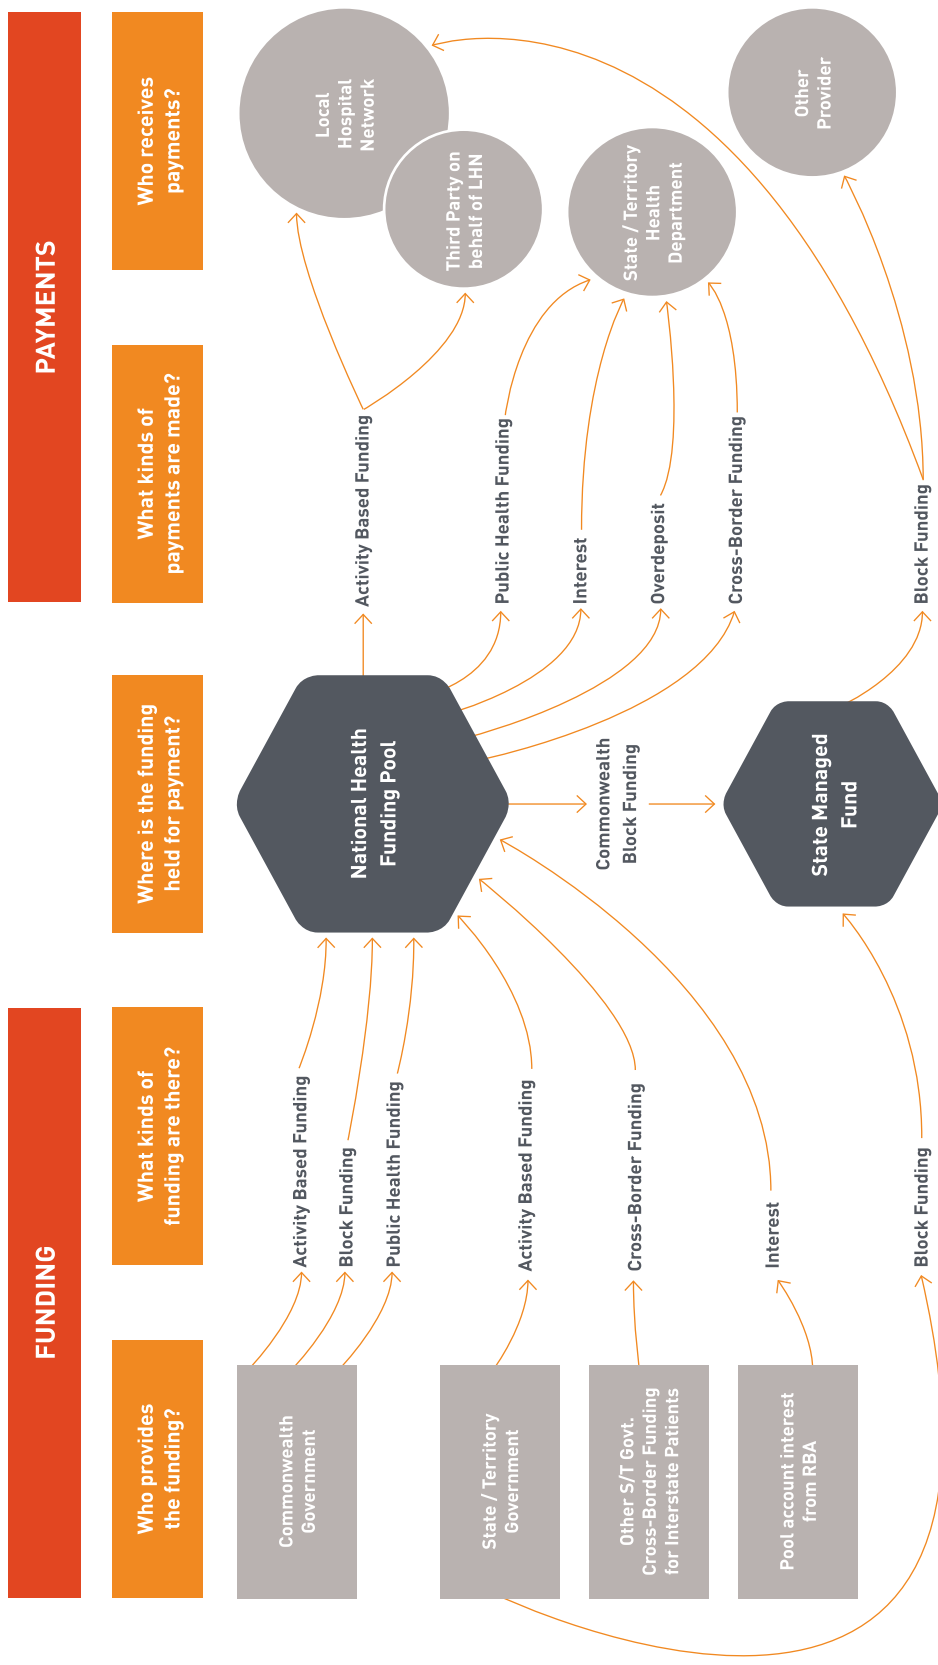 FUNDING
PAYMENTS
Who provides
the funding?
What kinds of
funding are there?
Where is the funding
held for payment?
What kinds of
payments are made?
Who receives
payments?
Commonwealth
Government
Activity Based Funding
Block Funding
Public Health Funding
State / Territory
Government
Activity Based Funding
Other S/T Govt.
Cross-Border Funding
for Interstate Patients
Cross-Border Funding
Pool account interest
from RBA
Interest
Block Funding
National Health
Funding Pool
Commonwealth
Block Funding
State Managed
Fund
Activity Based Funding
Public Health Funding
Interest
Overdeposit
Cross-Border Funding
Block Funding
Local
Hospital
Network
Third Party on
behalf of LHN
State / Territory
Health
Department
Other
Provider